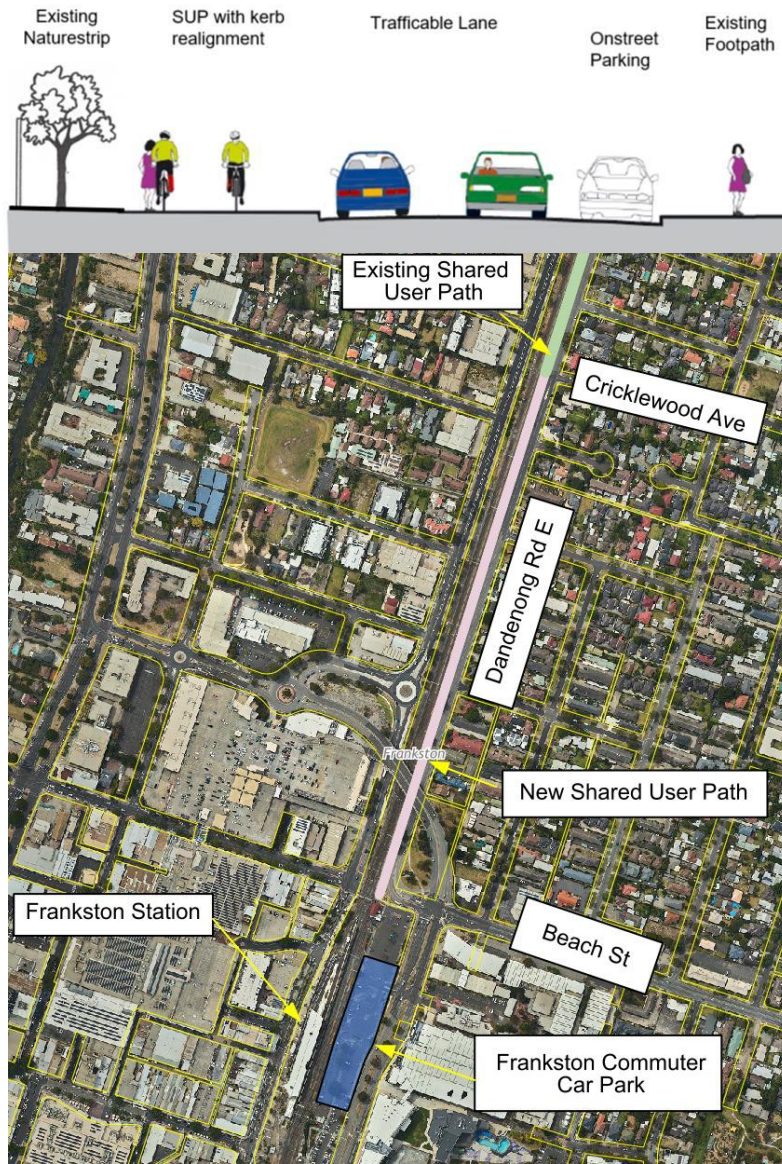 Existing
Naturestrip
SUP with kerb
realignment
Trafficable Lane
Onstreet
Parking
Existing
Footpath
Existing Shared
User Path
Cricklewood Ave
Dandenong Rd E
Frankston
New Shared User Path
Frankston Station
Beach St
Frankston Commuter
Car Park